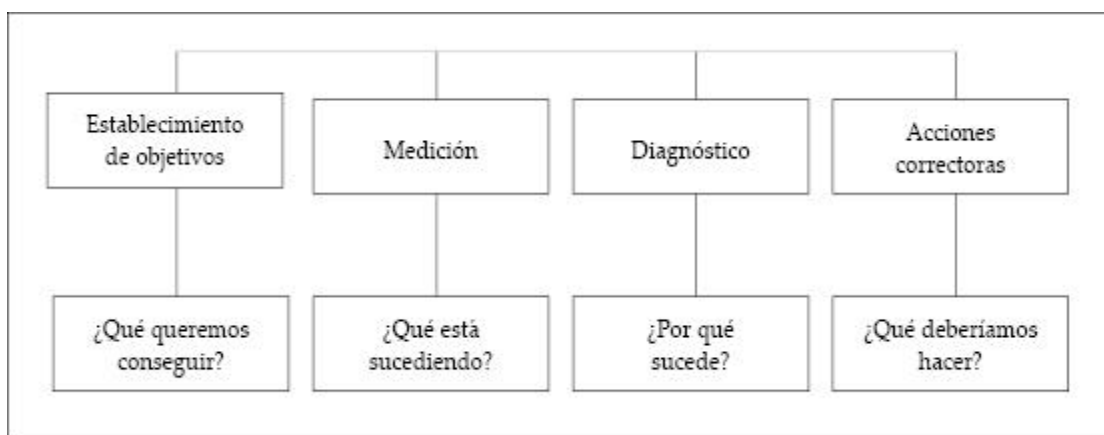 Establecimiento
de objetivos
Medición
Diagnóstico
Acciones
correctoras
¿Qué queremos
conseguir?
¿Qué está
sucediendo?
¿Por qué
sucede?
¿Qué deberíamos
hacer?